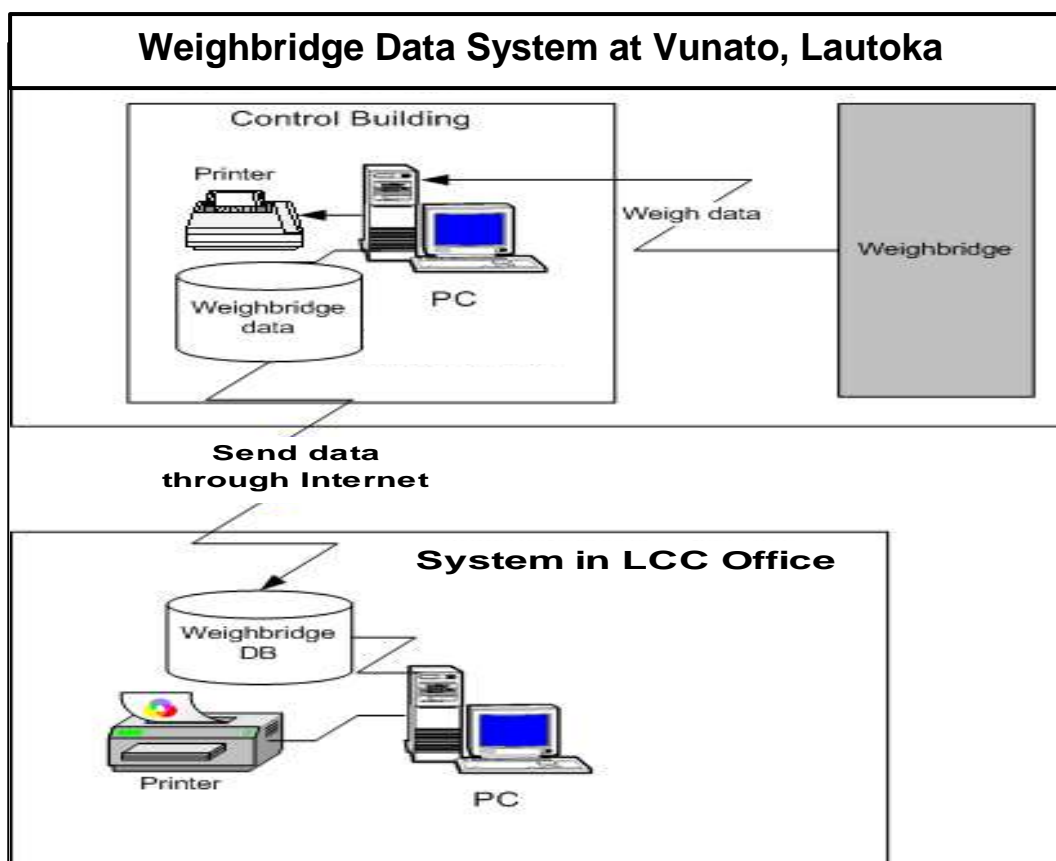 Weighbridge Data System at Vunato, Lautoka
Control Building
Printer
Weigh data
Weighbridge
PC
Weighbridge
data
Send data
through Internet
System in LCC Office
Weighbridge
DB
Printer
PC